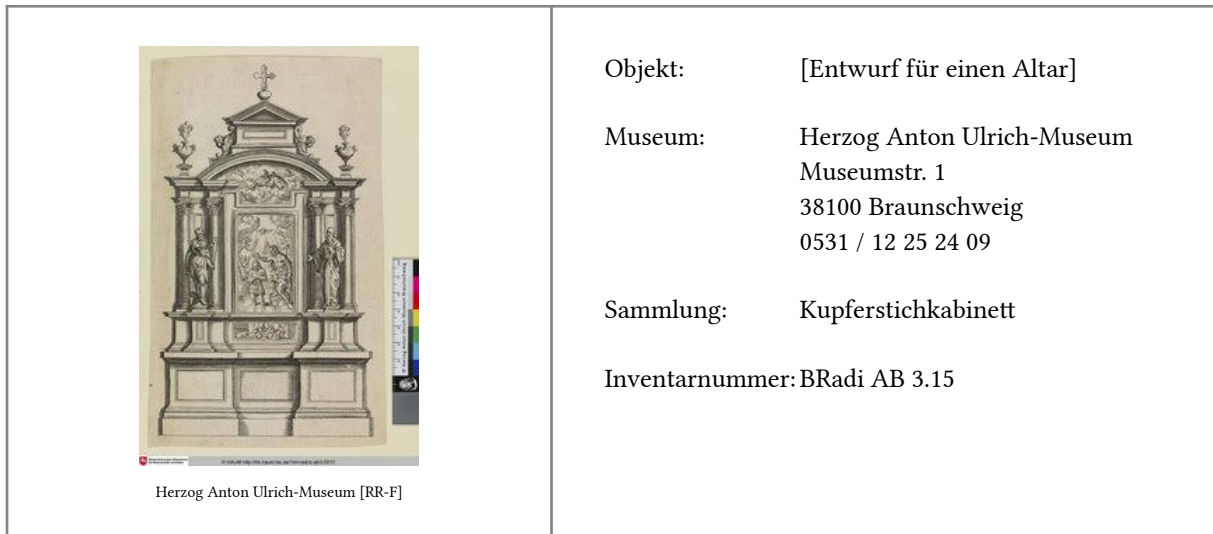 Herzog Anton Ulrich-Museum [RR-F]
Objekt: [Entwurf für einen Altar]
Museum: Herzog Anton Ulrich-Museum
Museumstr. 1
38100 Braunschweig
0531 / 12 25 24 09
Sammlung: Kupferstichkabinett
Inventarnummer: BRadi AB 3.15